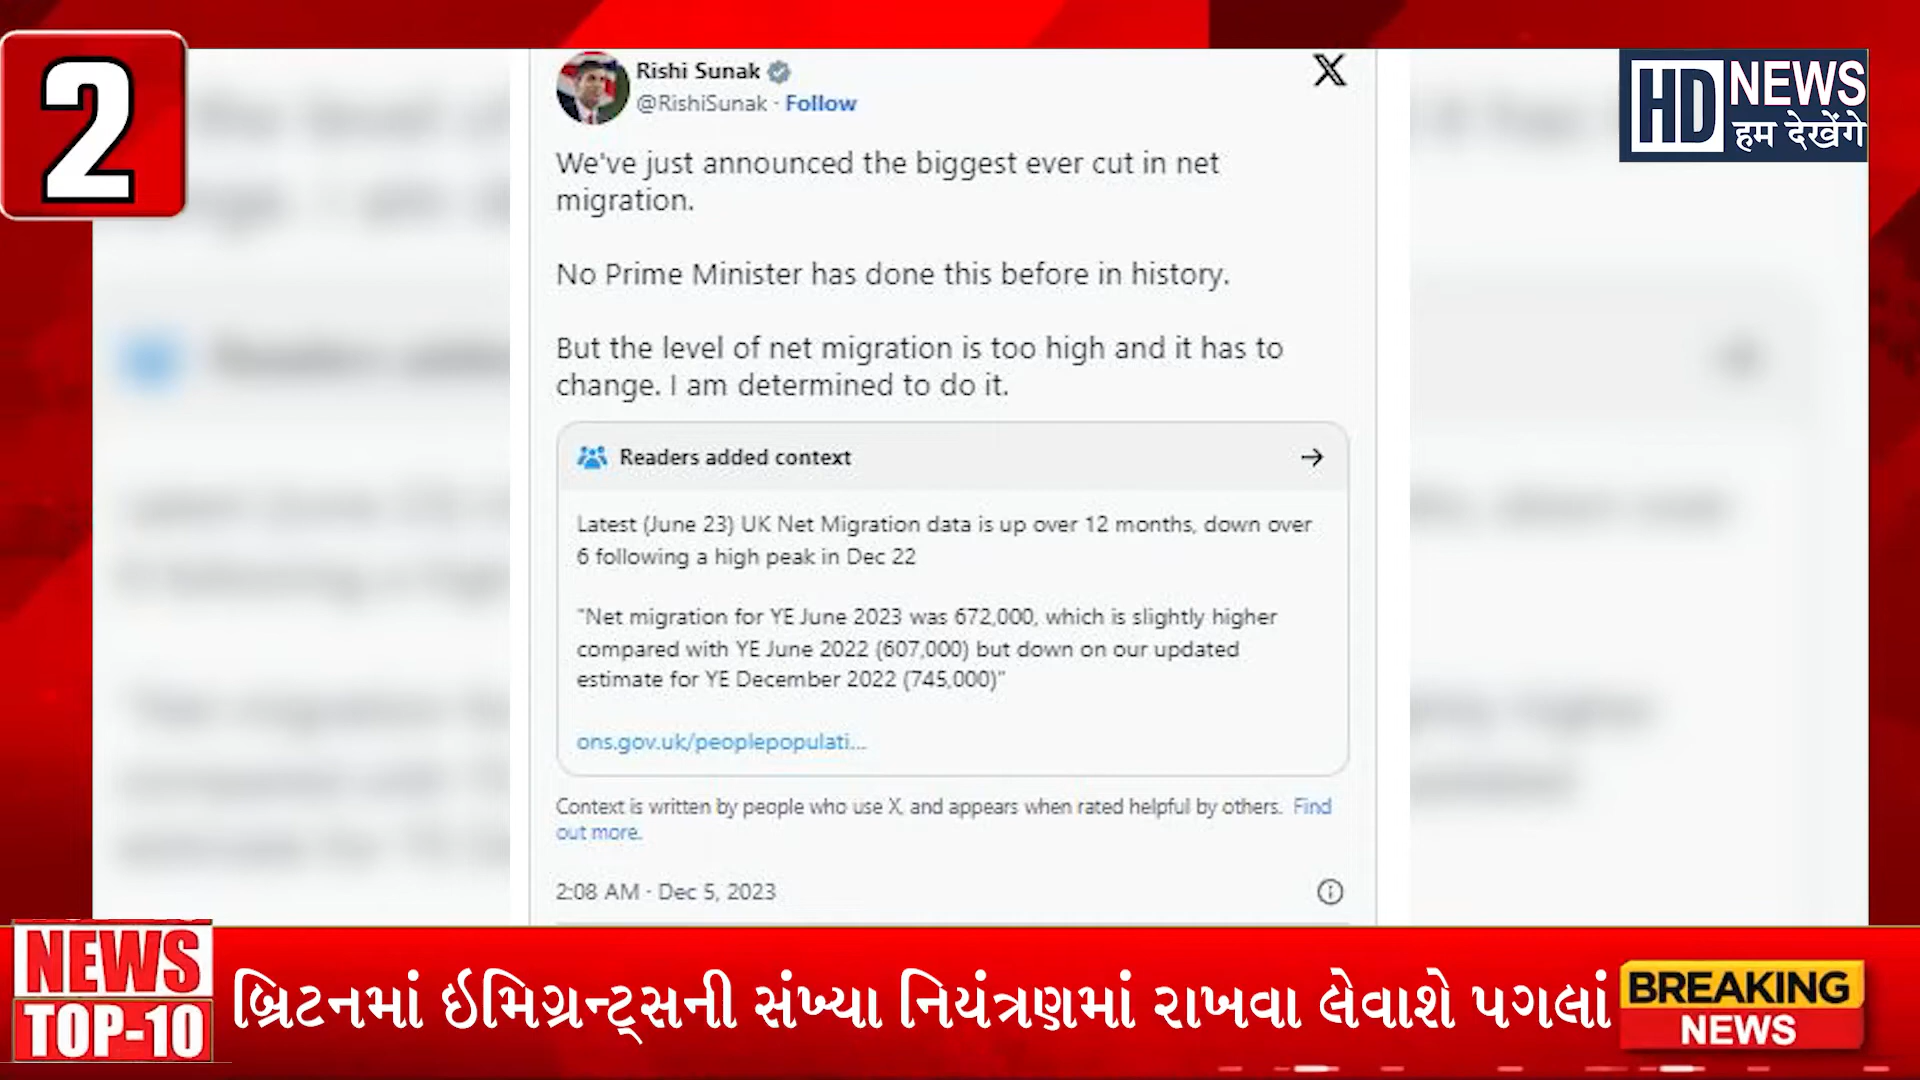 2
Rishi Sunak
@RishiSunak · Follow
We've just announced the biggest ever cut in net
migration.
No Prime Minister has done this before in history.
But the level of net migration is too high and it has to
change. I am determined to do it.
Readers added context
Latest (June 23) UK Net Migration data is up over 12 months, down over
6 following a high peak in Dec 22
"Net migration for YE June 2023 was 672,000, which is slightly higher
compared with YE June 2022 (607,000) but down on our updated
estimate for YE December 2022 (745,000)"
ons.gov.uk/peoplepopulati...
Context is written by people who use X, and appears when rated helpful by others. Find
out more.
2:08 AM · Dec 5, 2023
HD NEWS
हम देखेंगे
NEWS
TOP-10
બ્રિટનમાં ઇમિગ્રન્ટ્સની સંખ્યા નિયંત્રણમાં રાખવા લેવાશે પગલાં
BREAKING
NEWS